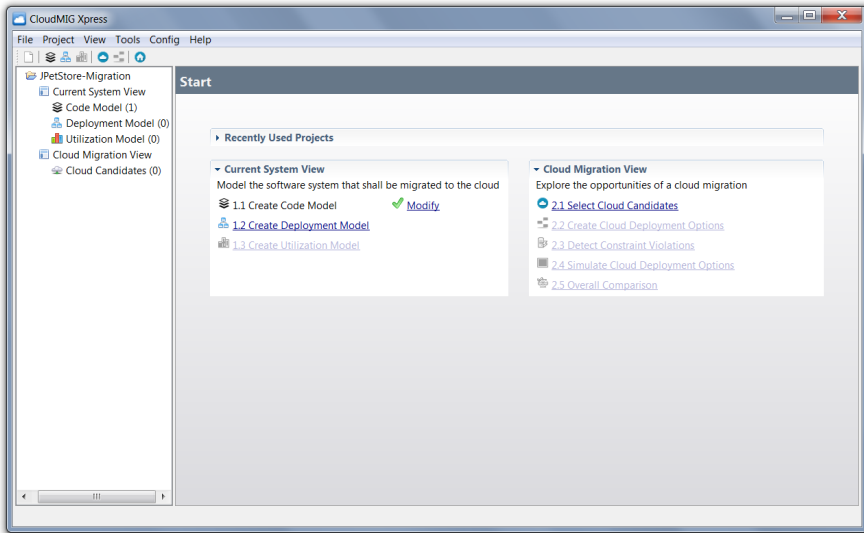 CloudMIG Xpress
File Project View Tools Config Help
JPetStore-Migration
Current System View
Code Model (1)
Deployment Model (0)
Utilization Model (0)
Cloud Migration View
Cloud Candidates (0)
Start
Recently Used Projects
Current System View
Model the software system that shall be migrated to the cloud
1.1 Create Code Model Modify
1.2 Create Deployment Model
1.3 Create Utilization Model
Cloud Migration View
Explore the opportunities of a cloud migration
2.1 Select Cloud Candidates
2.2 Create Cloud Deployment Options
2.3 Detect Constraint Violations
2.4 Simulate Cloud Deployment Options
2.5 Overall Comparison